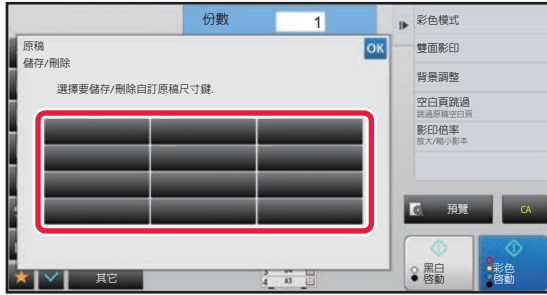 份數 1
原稿
儲存/刪除
OK
選擇要儲存/刪除自訂原稿尺寸鍵.
彩色模式
雙面影印
背景調整
空白頁跳過
跳過原稿空白頁
影印倍率
放大/縮小影本
預覽
CA
其它
4 A3
黑白
啓動
彩色
啓動